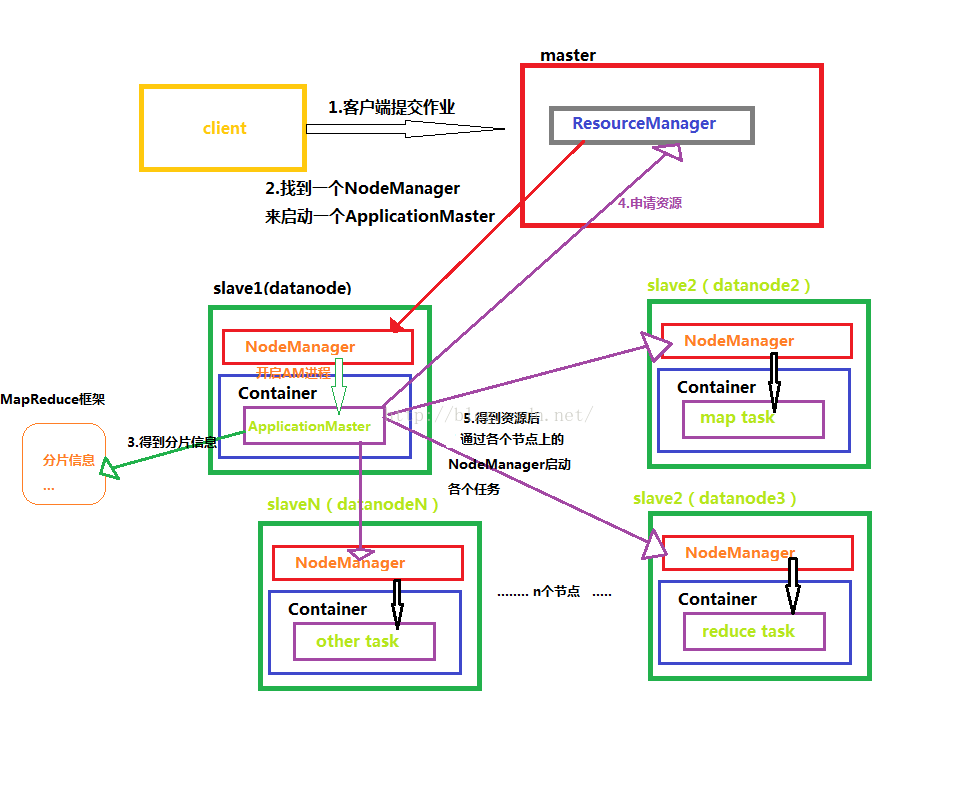 master
client
1.客户端提交作业
ResourceManager
2.找到一个NodeManager
来启动一个ApplicationMaster
4.申请资源
slave1(datanode)
NodeManager
开启AM进程
Container
ApplicationMaster
MapReduce框架
3.得到分片信息
分片信息
...
slave2（datanode2）
NodeManager
Container
map task
5.得到资源后
通过各个节点上的
NodeManager启动
各个任务
slaveN（datanodeN）
NodeManager
Container
other task
........ n个节点 .....
slave2（datanode3）
NodeManager
Container
reduce task